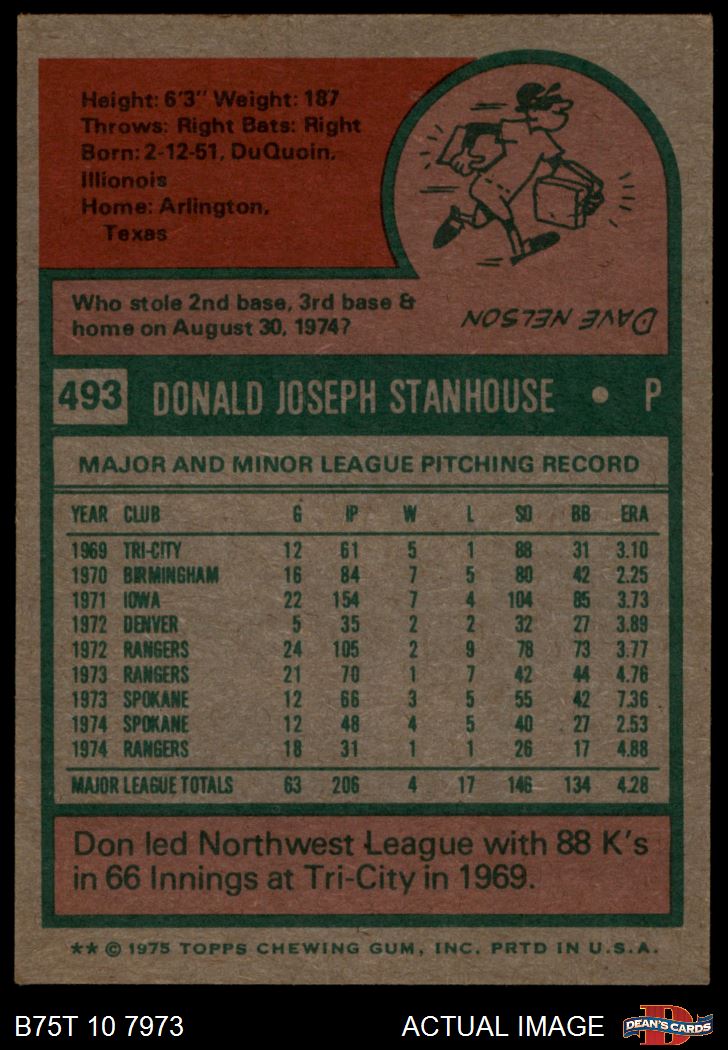 Height: 6'3" Weight: 187
Throws: Right Bats: Right
Born: 2-12-51, DuQuoin,
Illionois
Home: Arlington,
Texas
Who stole 2nd base, 3rd base &
home on August 30, 1974?
DAVE NELSON
493 DONALD JOSEPH STANHOUSE • P
MAJOR AND MINOR LEAGUE PITCHING RECORD
YEAR CLUB G IP W L SO BB ERA
1969 TRI-CITY 12 61 5 1 88 31 3.10
1970 BIRMINGHAM 16 84 7 5 80 42 2.25
1971 IOWA 22 154 7 4 104 85 3.73
1972 DENVER 5 35 2 2 32 27 3.89
1972 RANGERS 24 105 2 9 78 73 3.77
1973 RANGERS 21 70 1 7 42 44 4.76
1973 SPOKANE 12 66 3 5 55 42 7.36
1974 SPOKANE 12 48 4 5 40 27 2.53
1974 RANGERS 18 31 1 1 26 17 4.88
MAJOR LEAGUE TOTALS 63 206 4 17 146 134 4.28
Don led Northwest League with 88 K's
in 66 Innings at Tri-City in 1969.
** © 1975 TOPPS CHEWING GUM, INC. PRTD IN U.S.A.
B75T 10 7973 ACTUAL IMAGE D DEAN'S CARDS